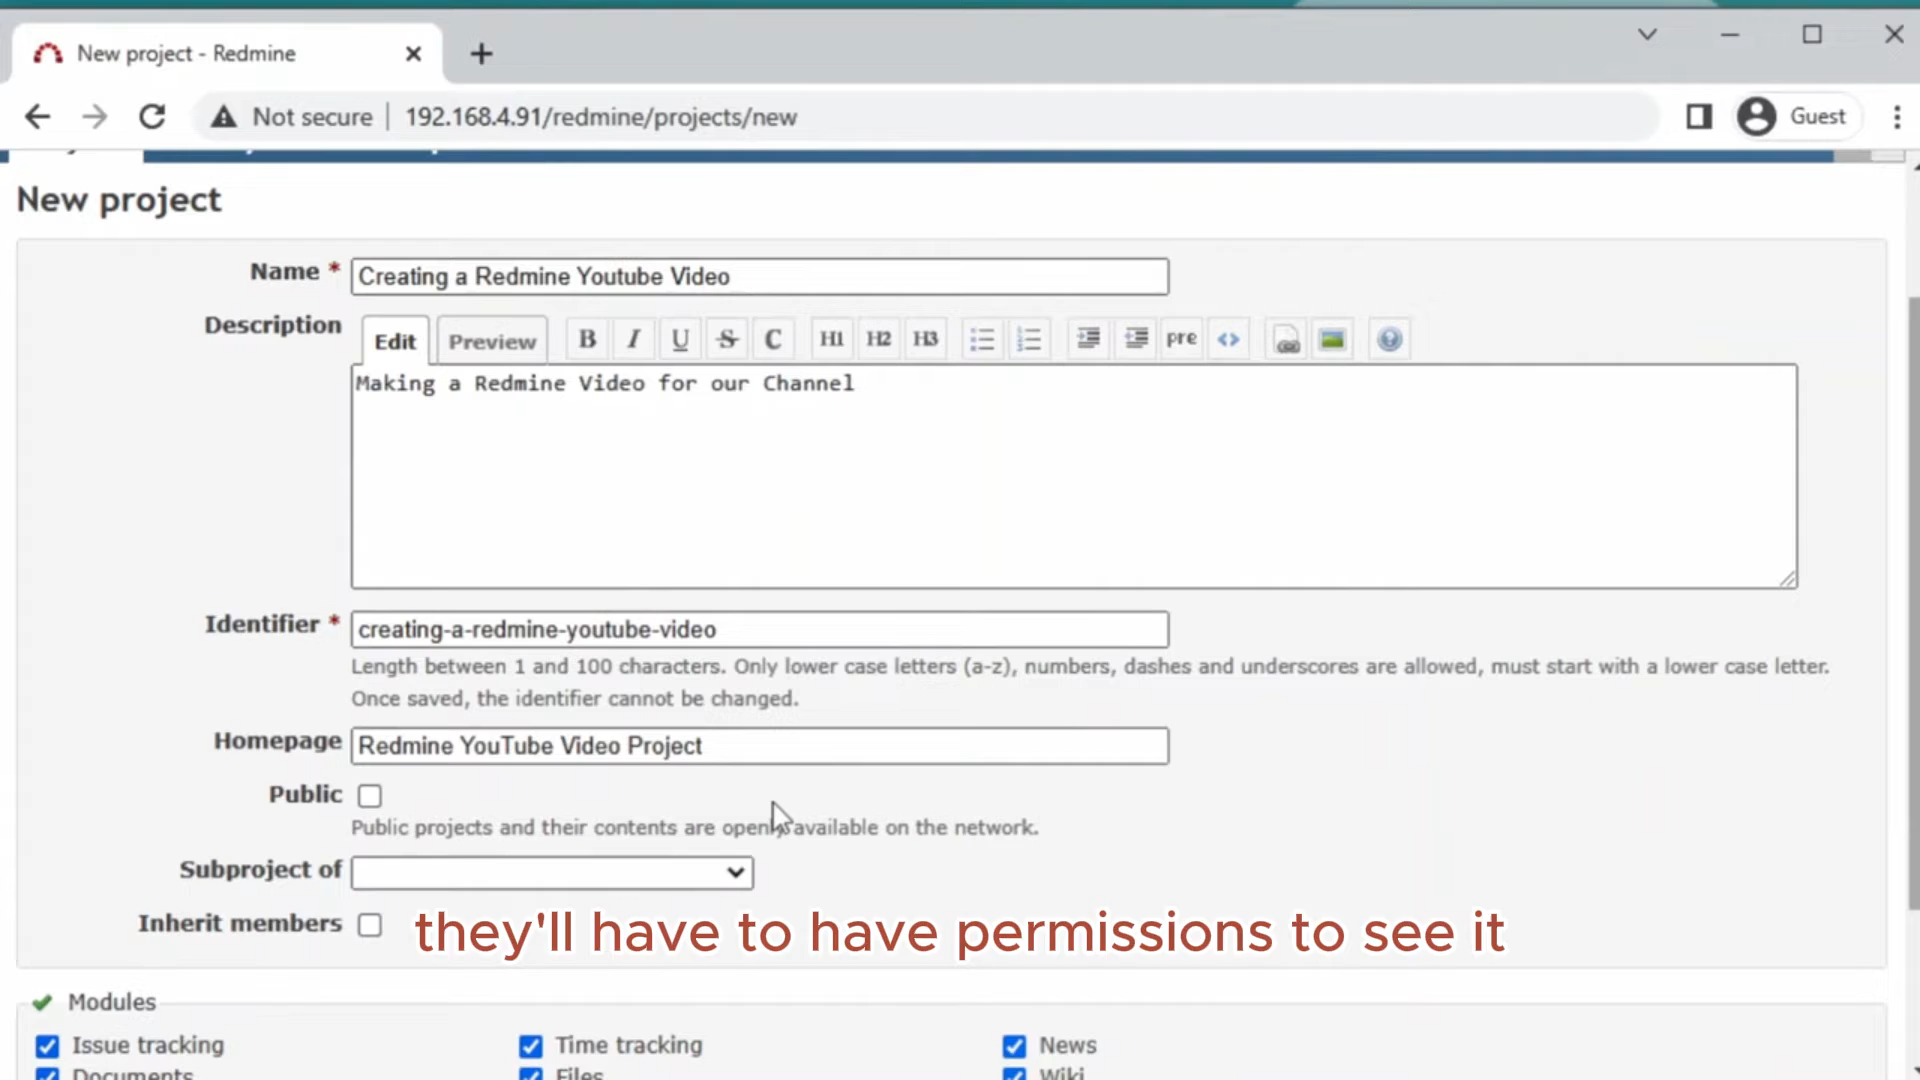 New project - Redmine
Not secure
192.168.4.91/redmine/projects/new
Guest
New project
Name *
Creating a Redmine Youtube Video
Description
Edit Preview B I U S C H1 H2 H3 pre <>
Making a Redmine Video for our Channel
Identifier *
creating-a-redmine-youtube-video
Length between 1 and 100 characters. Only lower case letters (a-z), numbers, dashes and underscores are allowed, must start with a lower case letter.
Once saved, the identifier cannot be changed.
Homepage
Redmine YouTube Video Project
Public
Public projects and their contents are openly available on the network.
Subproject of
Inherit members
they'll have to have permissions to see it
Modules
Issue tracking
Time tracking
News
Documents
Files
Wiki